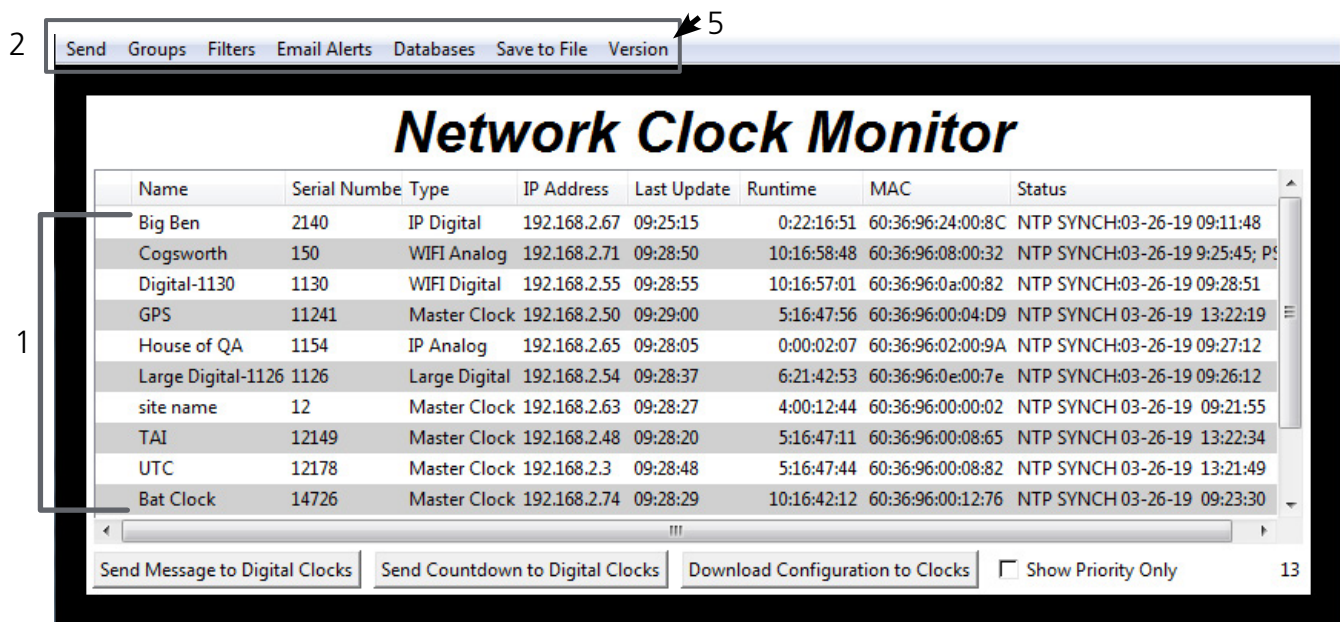 5
2 Send Groups Filters Email Alerts Databases Save to File Version
Network Clock Monitor
Name Serial Numbe Type IP Address Last Update Runtime MAC Status
Big Ben 2140 IP Digital 192.168.2.67 09:25:15 0:22:16:51 60:36:96:24:00:8C NTP SYNCH:03-26-19 09:11:48
Cogsworth 150 WIFI Analog 192.168.2.71 09:28:50 10:16:58:48 60:36:96:08:00:32 NTP SYNCH:03-26-19 9:25:45; PS
Digital-1130 1130 WIFI Digital 192.168.2.55 09:28:55 10:16:57:01 60:36:96:0a:00:82 NTP SYNCH:03-26-19 09:28:51
GPS 11241 Master Clock 192.168.2.50 09:29:00 5:16:47:56 60:36:96:00:04:D9 NTP SYNCH 03-26-19 13:22:19
House of QA 1154 IP Analog 192.168.2.65 09:28:05 0:00:02:07 60:36:96:02:00:9A NTP SYNCH:03-26-19 09:27:12
1
Large Digital-1126 1126 Large Digital 192.168.2.54 09:28:37 6:21:42:53 60:36:96:0e:00:7e NTP SYNCH:03-26-19 09:26:12
site name 12 Master Clock 192.168.2.63 09:28:27 4:00:12:44 60:36:96:00:00:02 NTP SYNCH 03-26-19 09:21:55
TAI 12149 Master Clock 192.168.2.48 09:28:20 5:16:47:11 60:36:96:00:08:65 NTP SYNCH 03-26-19 13:22:34
UTC 12178 Master Clock 192.168.2.3 09:28:48 5:16:47:44 60:36:96:00:08:82 NTP SYNCH 03-26-19 13:21:49
Bat Clock 14726 Master Clock 192.168.2.74 09:28:29 10:16:42:12 60:36:96:00:12:76 NTP SYNCH 03-26-19 09:23:30
Send Message to Digital Clocks Send Countdown to Digital Clocks Download Configuration to Clocks Show Priority Only 13